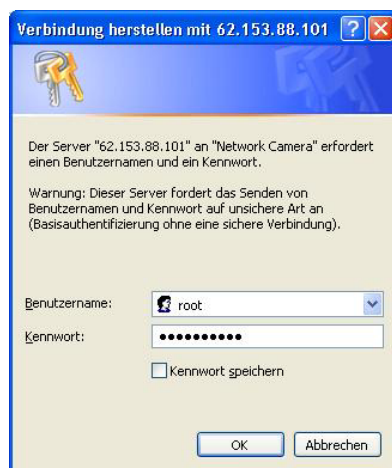 Verbindung herstellen mit 62.153.88.101
Der Server "62.153.88.101" an "Network Camera" erfordert
einen Benutzernamen und ein Kennwort.
Warnung: Dieser Server fordert das Senden von
Benutzernamen und Kennwort auf unsichere Art an
(Basisauthentifizierung ohne eine sichere Verbindung).
Benutzername:
root
Kennwort:
●●●●●●●●●●
Kennwort speichern
OK
Abbrechen